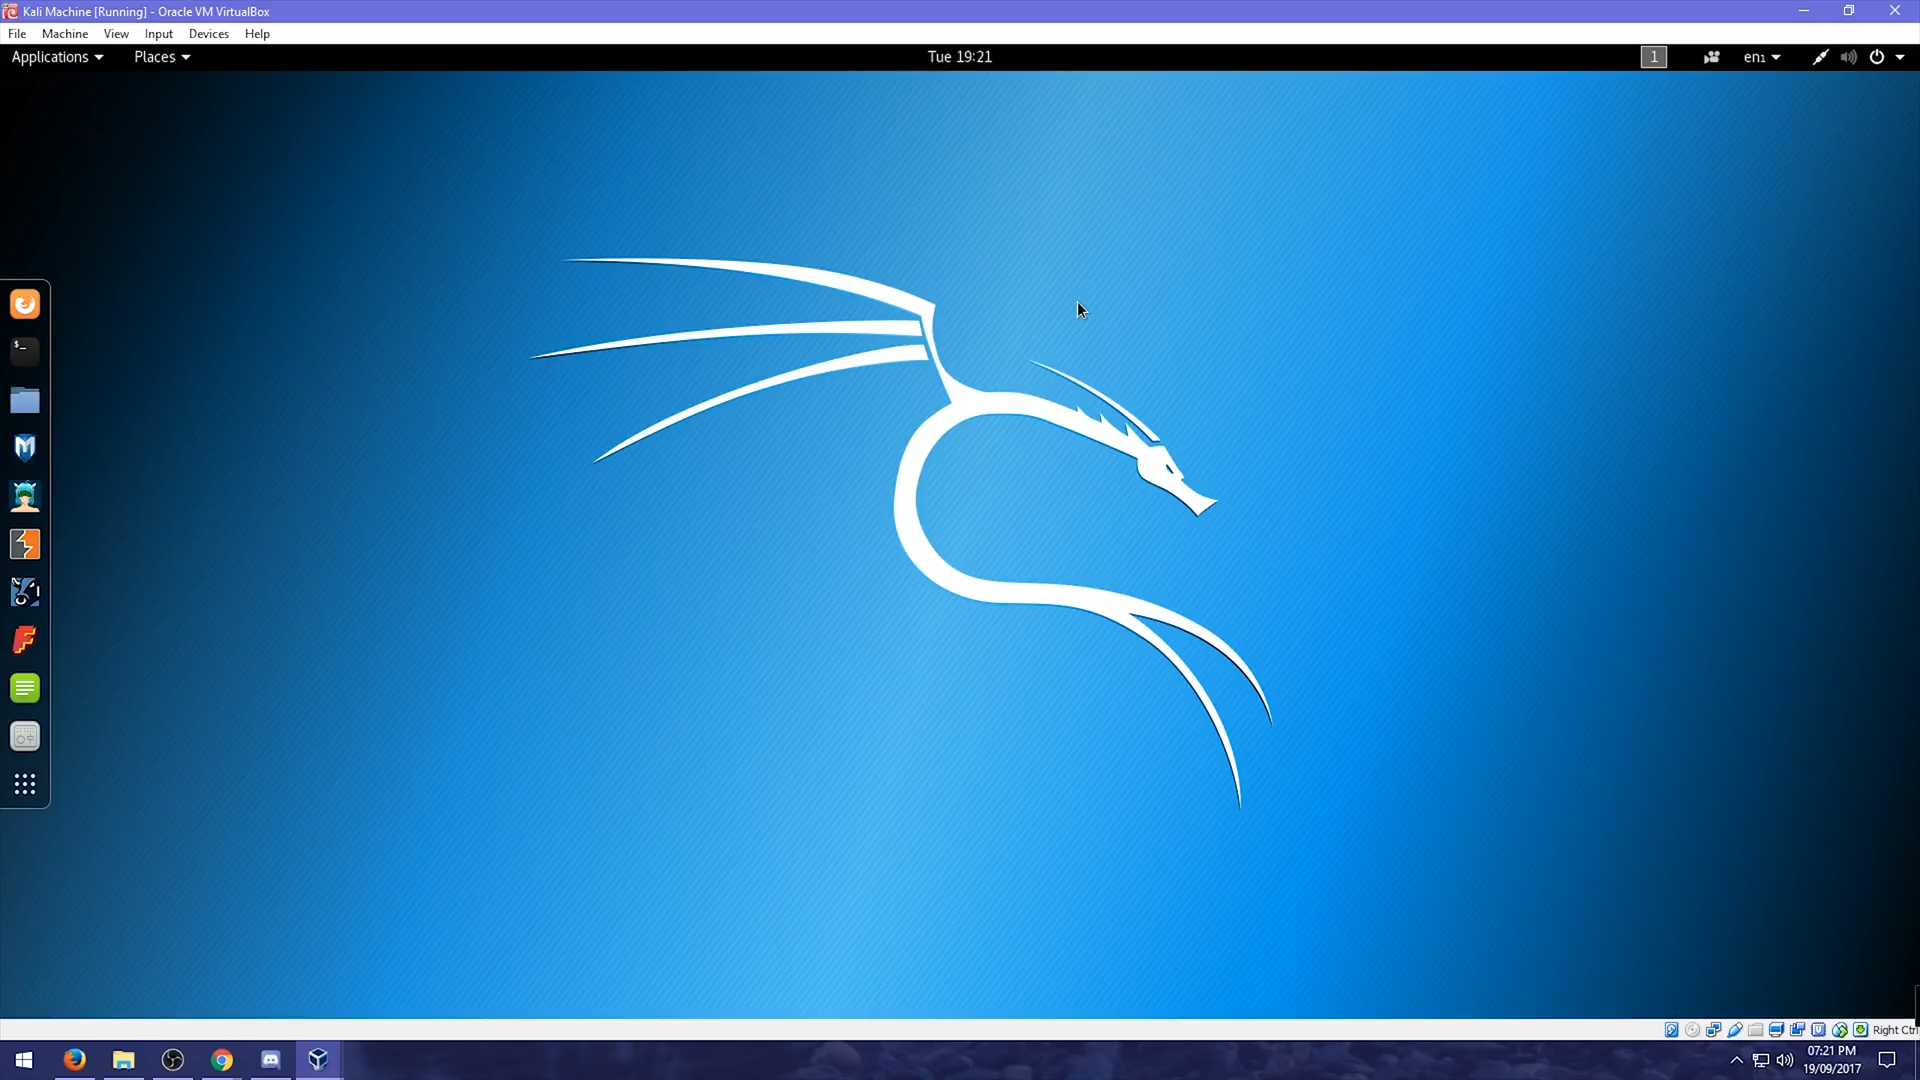 Kali Machine [Running] - Oracle VM VirtualBox
File Machine View Input Devices Help
Applications Places Tue 19:21 1 en₁
$_
Right Ctrl
07:21 PM
19/09/2017